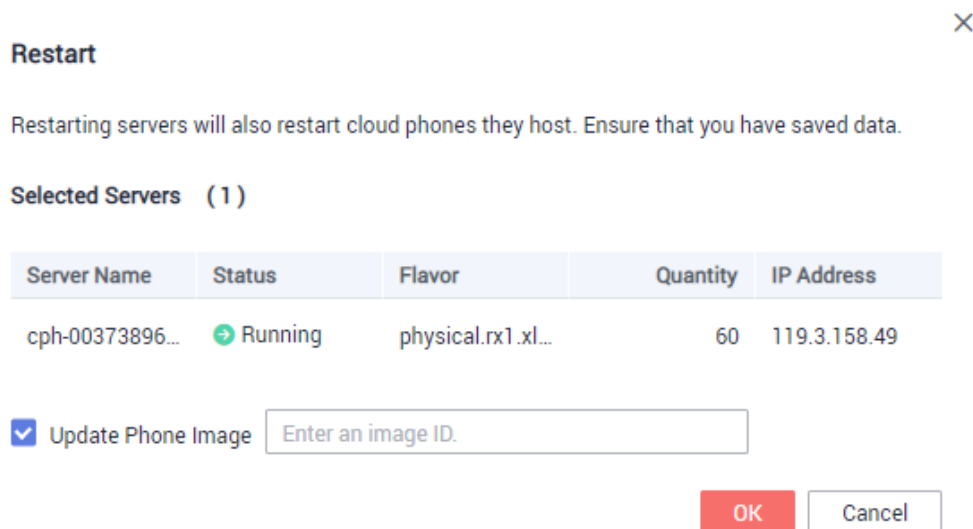 Restart
Restarting servers will also restart cloud phones they host. Ensure that you have saved data.
Selected Servers ( 1 )
Server Name Status Flavor Quantity IP Address
cph-00373896... Running physical.rx1.xl... 60 119.3.158.49
Update Phone Image Enter an image ID.
OK Cancel